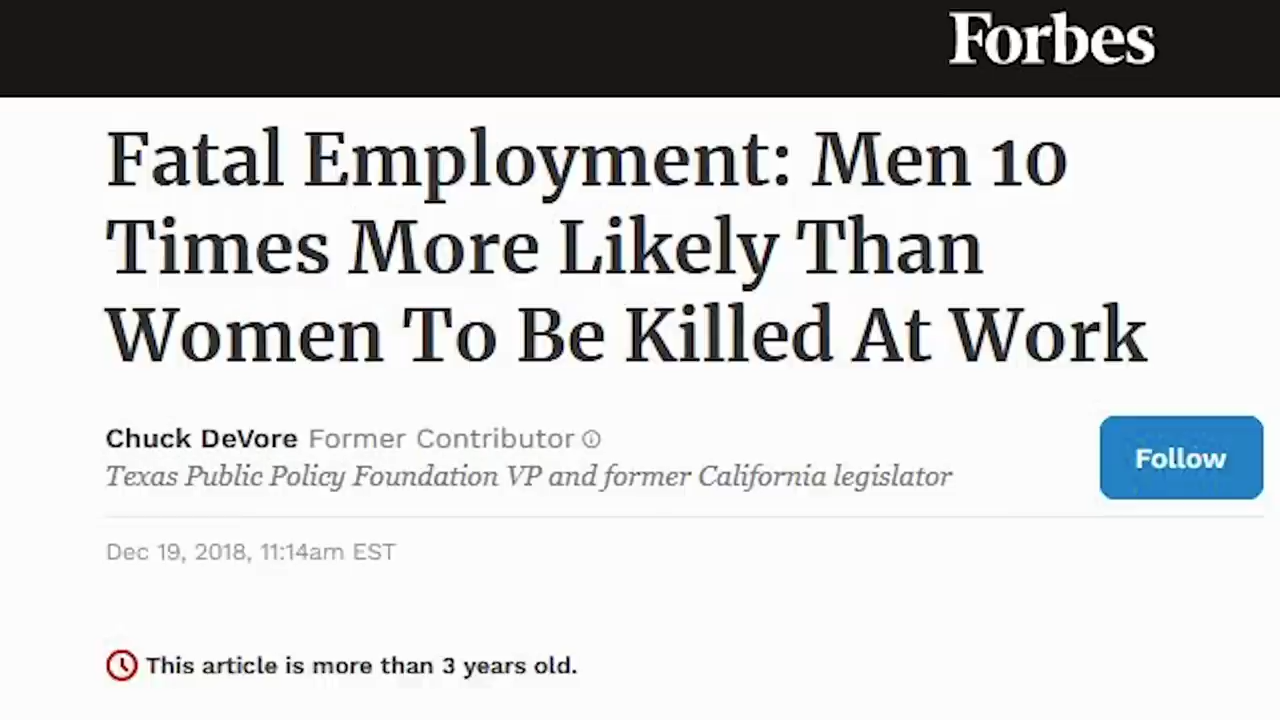 Forbes
Fatal Employment: Men 10
Times More Likely Than
Women To Be Killed At Work
Chuck DeVore Former Contributor
Texas Public Policy Foundation VP and former California legislator
Follow
Dec 19, 2018, 11:14am EST
This article is more than 3 years old.